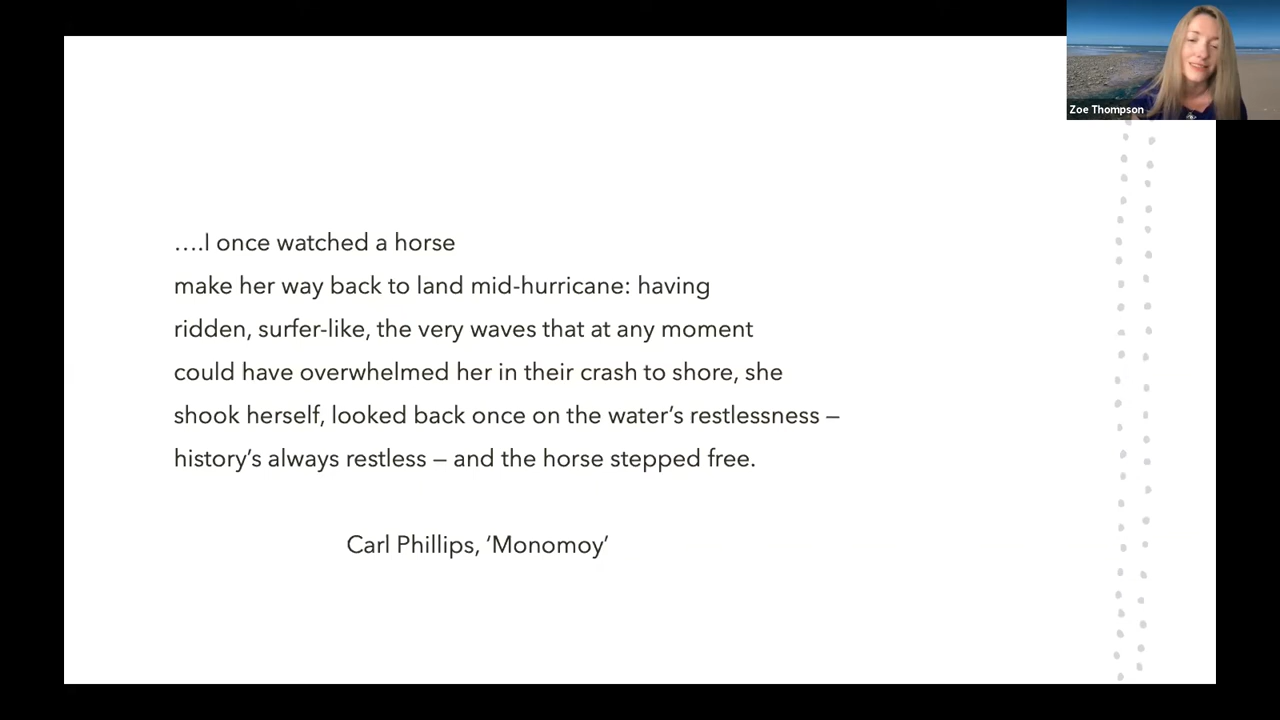 Zoe Thompson
….I once watched a horse
make her way back to land mid-hurricane: having
ridden, surfer-like, the very waves that at any moment
could have overwhelmed her in their crash to shore, she
shook herself, looked back once on the water’s restlessness –
history’s always restless – and the horse stepped free.
Carl Phillips, ‘Monomoy’